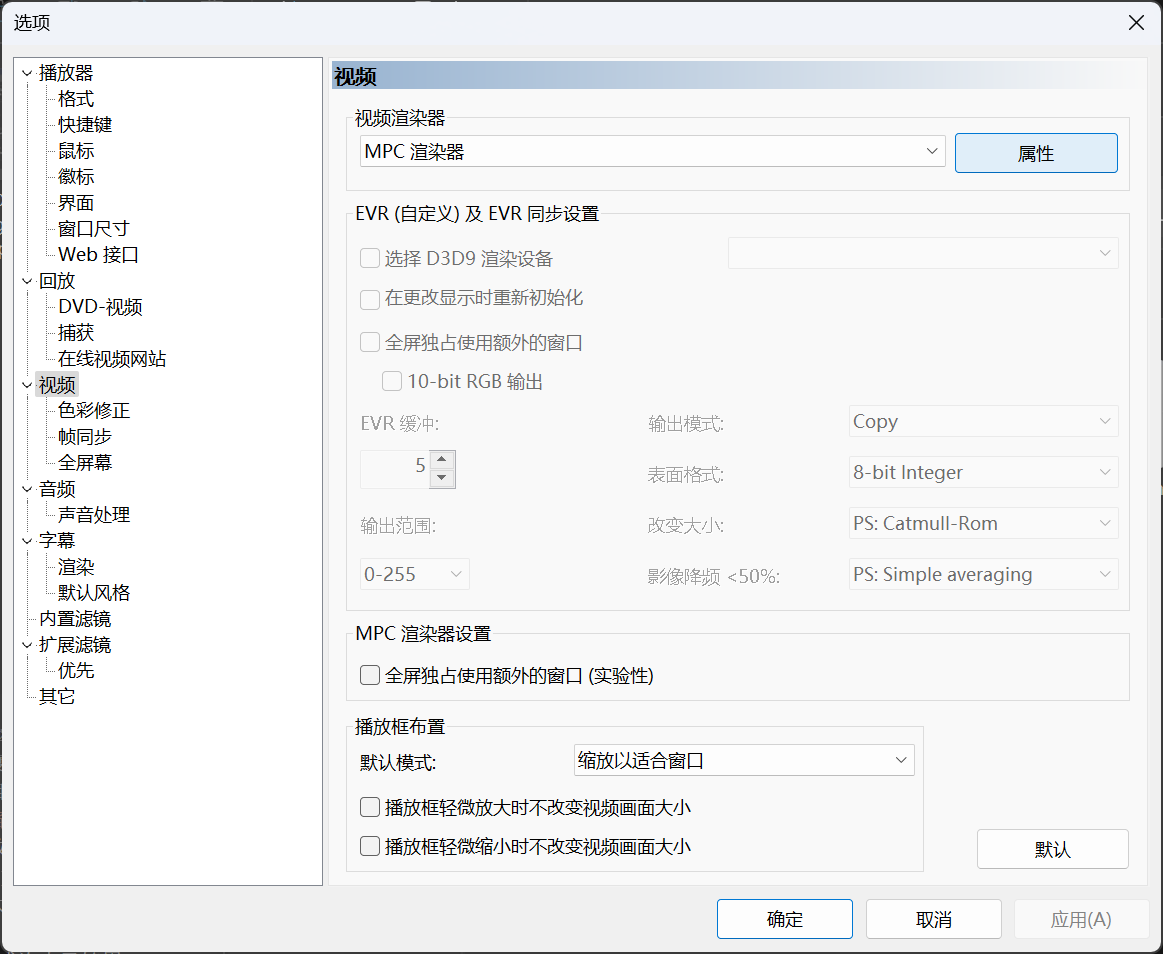 选项
播放器
格式
快捷键
鼠标
徽标
界面
窗口尺寸
Web 接口
回放
DVD-视频
捕获
在线视频网站
视频
色彩修正
帧同步
全屏幕
音频
声音处理
字幕
渲染
默认风格
内置滤镜
扩展滤镜
优先
其它
视频
视频渲染器
MPC 渲染器
属性
EVR (自定义) 及 EVR 同步设置
选择 D3D9 渲染设备
在更改显示时重新初始化
全屏独占使用额外的窗口
10-bit RGB 输出
EVR 缓冲:
输出模式:
Copy
5
表面格式:
8-bit Integer
输出范围:
改变大小:
PS: Catmull-Rom
0-255
影像降频 <50%:
PS: Simple averaging
MPC 渲染器设置
全屏独占使用额外的窗口 (实验性)
播放框布置
默认模式:
缩放以适合窗口
播放框轻微放大时不改变视频画面大小
播放框轻微缩小时不改变视频画面大小
默认
确定
取消
应用(A)